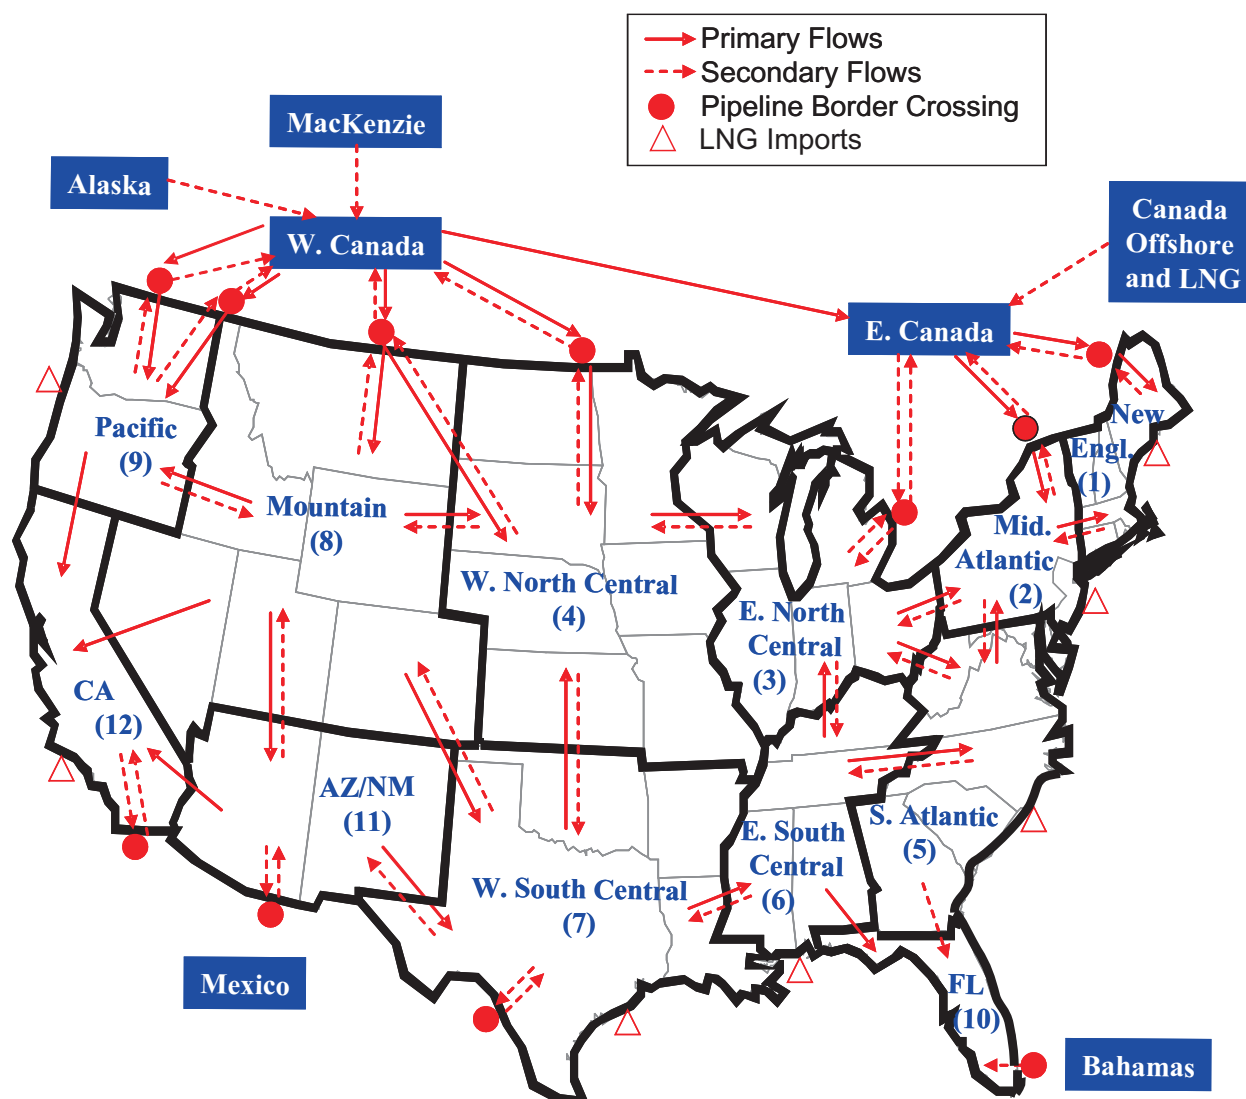 Primary Flows
Secondary Flows
Pipeline Border Crossing
LNG Imports
MacKenzie
Alaska
W. Canada
Canada
Offshore
and LNG
E. Canada
Pacific
(9)
Mountain
(8)
W. North Central
(4)
E. North
Central
(3)
New
Engl.
(1)
Mid.
Atlantic
(2)
CA
(12)
AZ/NM
(11)
W. South Central
(7)
E. South
Central
(6)
S. Atlantic
(5)
FL
(10)
Mexico
Bahamas